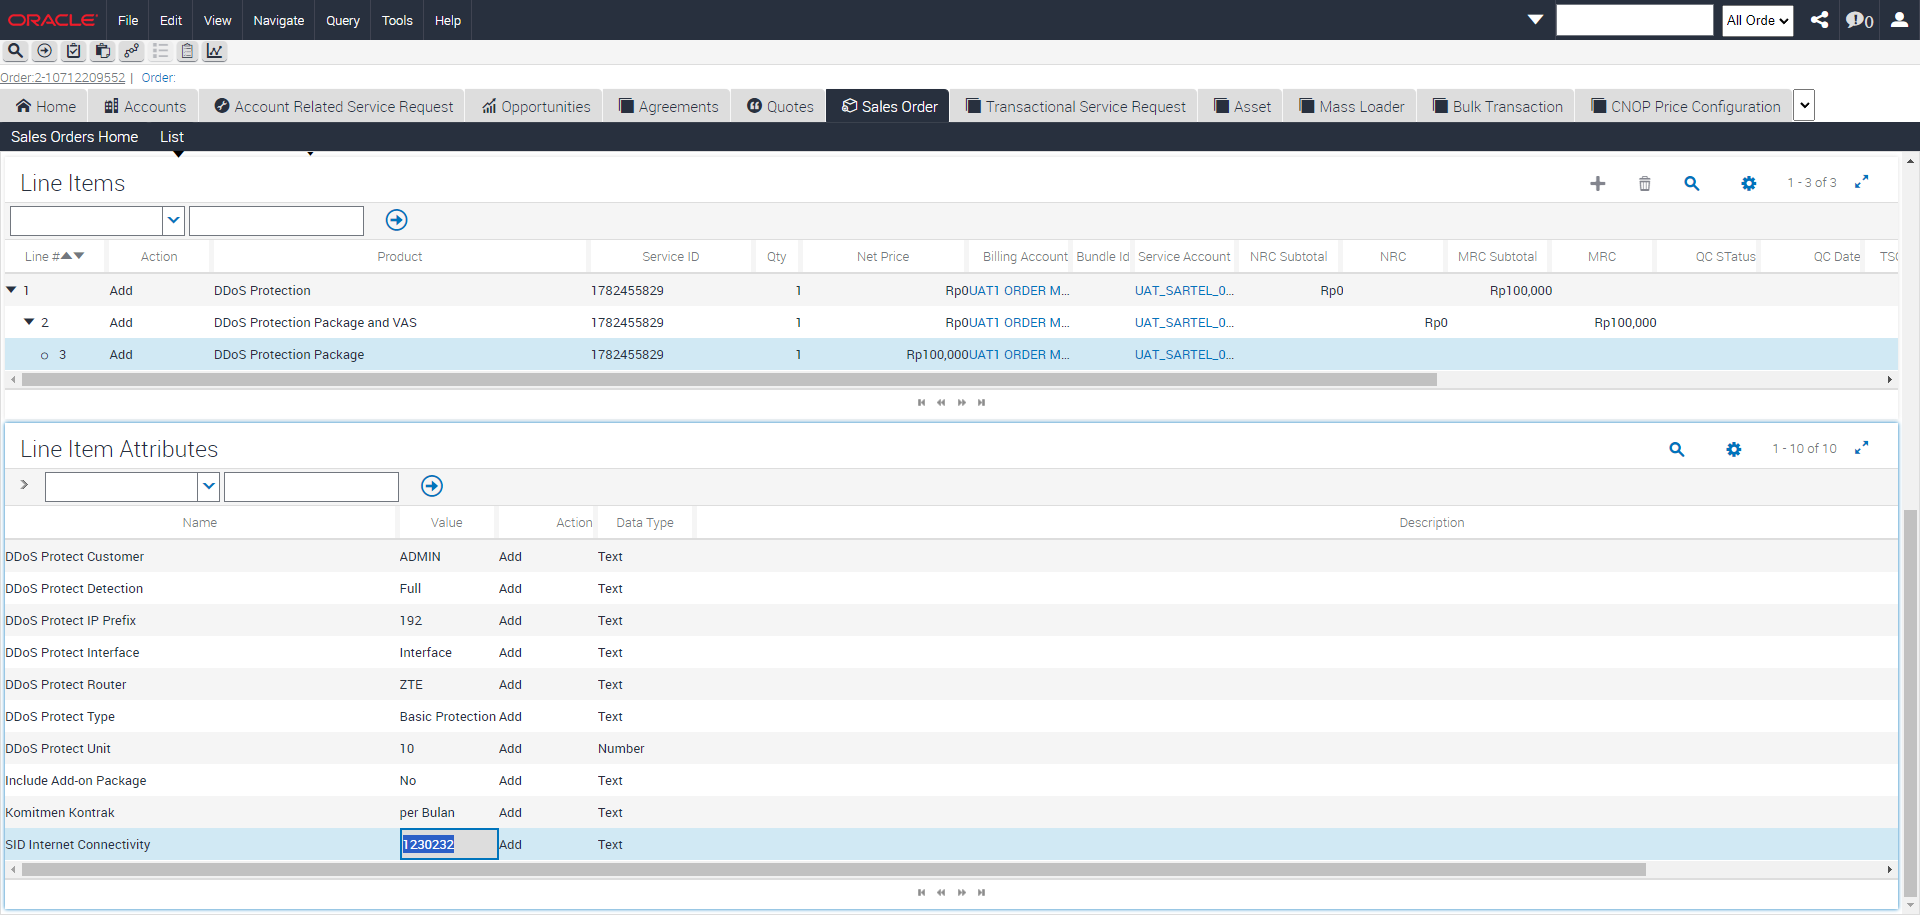 ORACLE File Edit View Navigate Query Tools Help All Orde 0
Order:2-10712209552 | Order:
Home Accounts Account Related Service Request Opportunities Agreements Quotes Sales Order Transactional Service Request Asset Mass Loader Bulk Transaction CNOP Price Configuration
Sales Orders Home List
Line Items 1 - 3 of 3
Line # Action Product Service ID Qty Net Price Billing Account Bundle Id Service Account NRC Subtotal NRC MRC Subtotal MRC QC STatus QC Date TSC
1 Add DDoS Protection 1782455829 1 Rp0 UAT1 ORDER M... UAT_SARTEL_0... Rp0 Rp100,000
2 Add DDoS Protection Package and VAS 1782455829 1 Rp0 UAT1 ORDER M... UAT_SARTEL_0... Rp0 Rp100,000
3 Add DDoS Protection Package 1782455829 1 Rp100,000 UAT1 ORDER M... UAT_SARTEL_0...
Line Item Attributes 1 - 10 of 10
Name Value Action Data Type Description
DDoS Protect Customer ADMIN Add Text
DDoS Protect Detection Full Add Text
DDoS Protect IP Prefix 192 Add Text
DDoS Protect Interface Interface Add Text
DDoS Protect Router ZTE Add Text
DDoS Protect Type Basic Protection Add Text
DDoS Protect Unit 10 Add Number
Include Add-on Package No Add Text
Komitmen Kontrak per Bulan Add Text
SID Internet Connectivity 1230232 Add Text